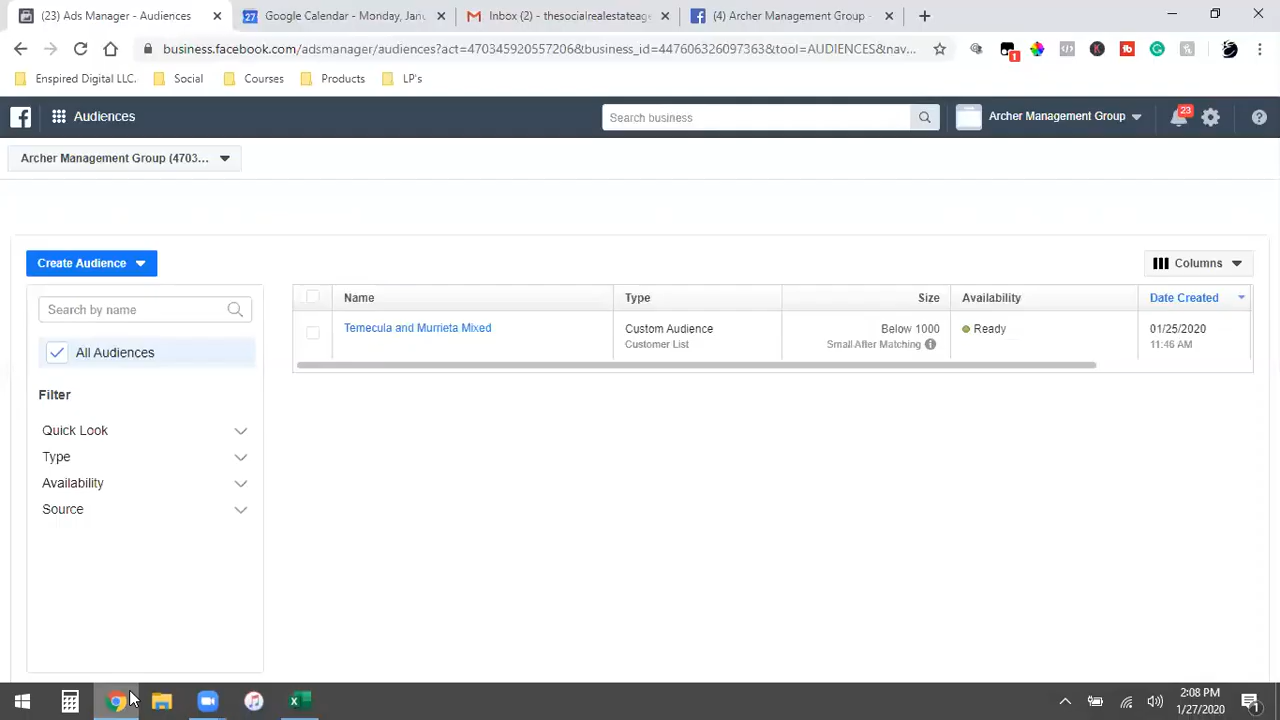 (23) Ads Manager - Audiences
Google Calendar - Monday, Janu
Inbox (2) - thesocialrealesteag
(4) Archer Management Group -
business.facebook.com/adsmanager/audiences?act=470345920557206&business_id=447606326097363&tool=AUDIENCES&nav...
1
Enspired Digital LLC.
Social
Courses
Products
LP's
Audiences
Search business
Archer Management Group
23
Archer Management Group (4703...
Create Audience
Columns
Search by name
All Audiences
Filter
Quick Look
Type
Availability
Source
Name
Type
Size
Availability
Date Created
Temecula and Murrieta Mixed
Custom Audience
Customer List
Below 1000
Small After Matching
Ready
01/25/2020
11:46 AM
2:08 PM
1/27/2020
1